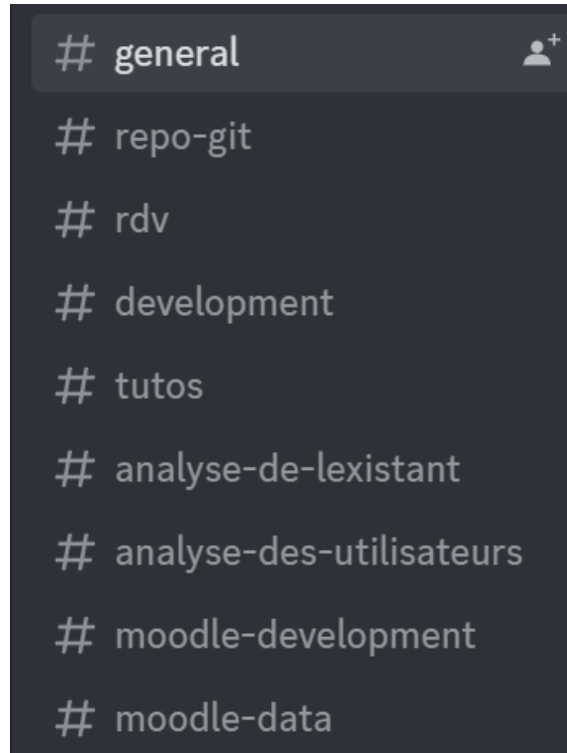 # general
# repo-git
# rdv
# development
# tutos
# analyse-de-lexistant
# analyse-des-utilisateurs
# moodle-development
# moodle-data